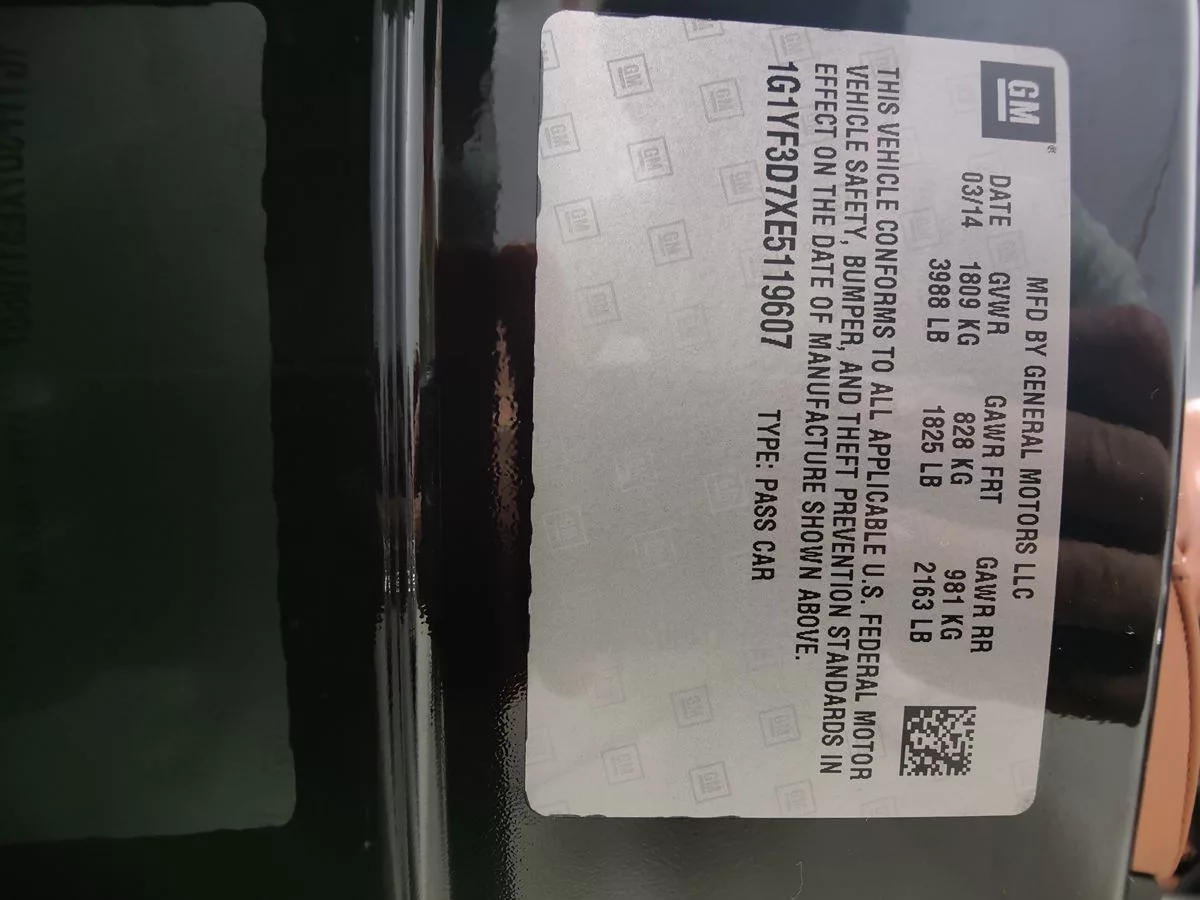 GM
MFD BY GENERAL MOTORS LLC
DATE GVWR GAWR FRT GAWR RR
03/14 1809 KG 828 KG 981 KG
3988 LB 1825 LB 2163 LB
THIS VEHICLE CONFORMS TO ALL APPLICABLE U.S. FEDERAL MOTOR
VEHICLE SAFETY, BUMPER, AND THEFT PREVENTION STANDARDS IN
EFFECT ON THE DATE OF MANUFACTURE SHOWN ABOVE.
1G1YF3D7XE5119607 TYPE: PASS CAR